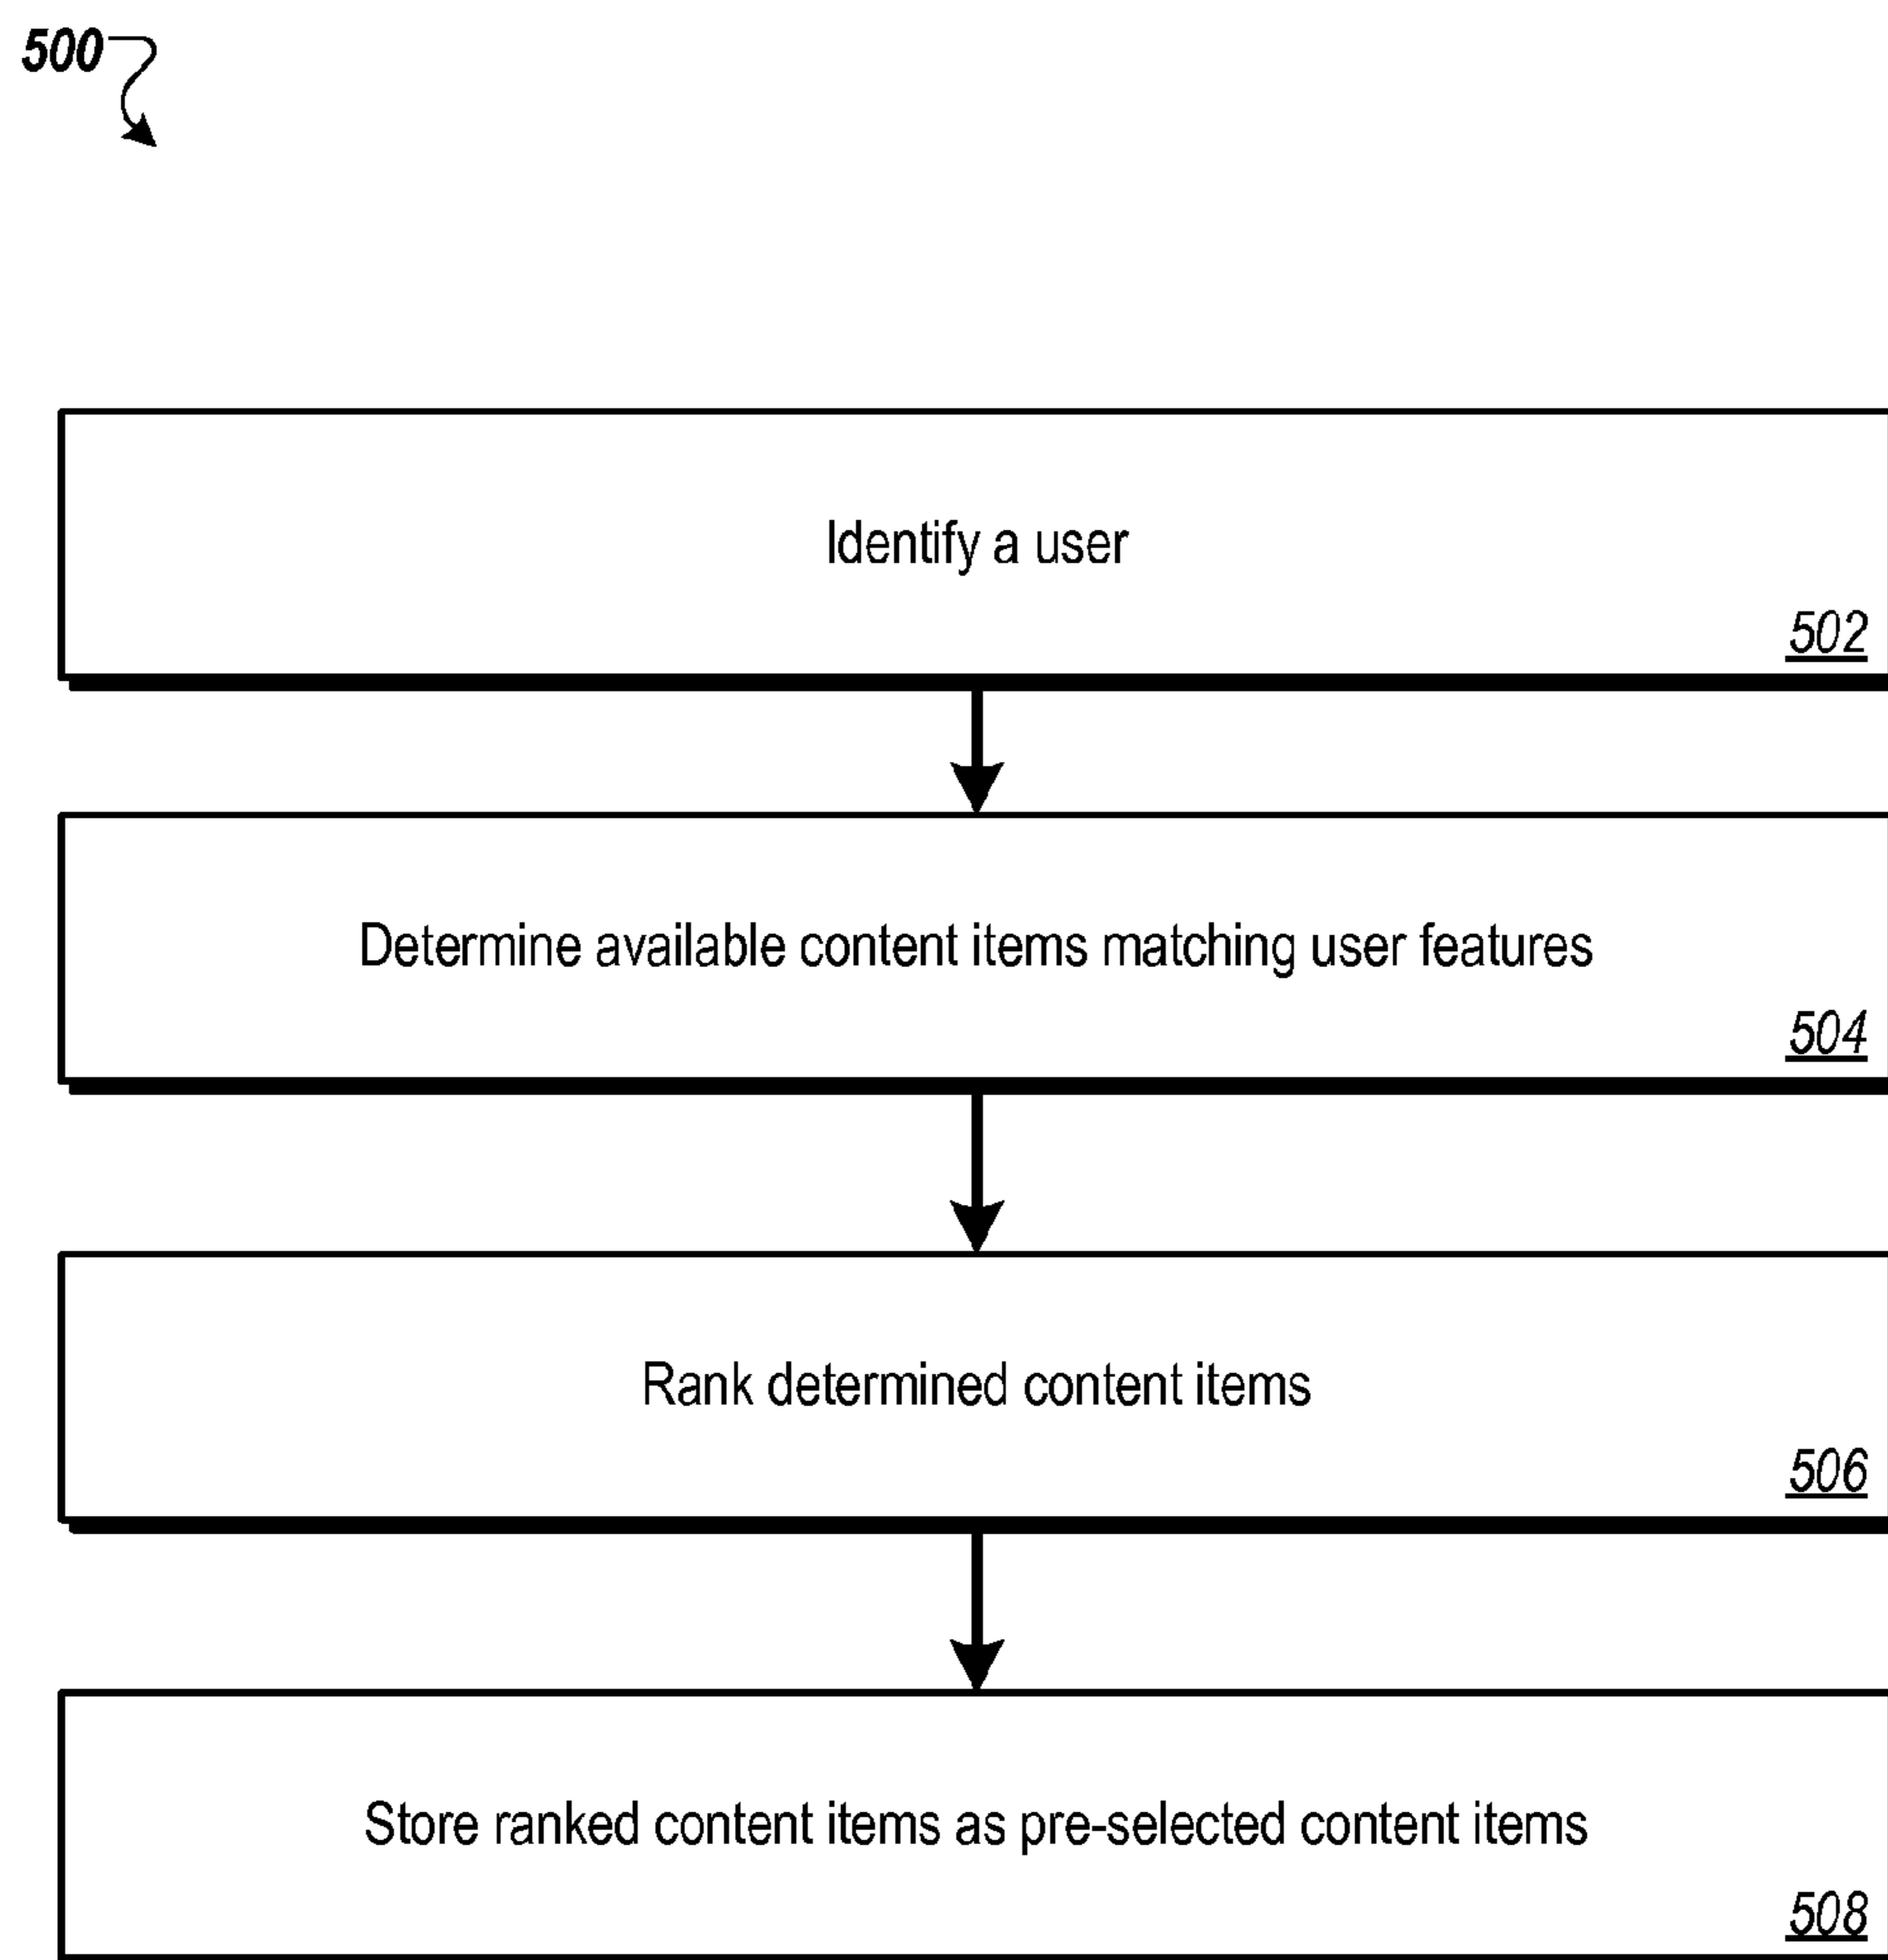 500
Identify a user
502
Determine available content items matching user features
504
Rank determined content items
506
Store ranked content items as pre-selected content items
508